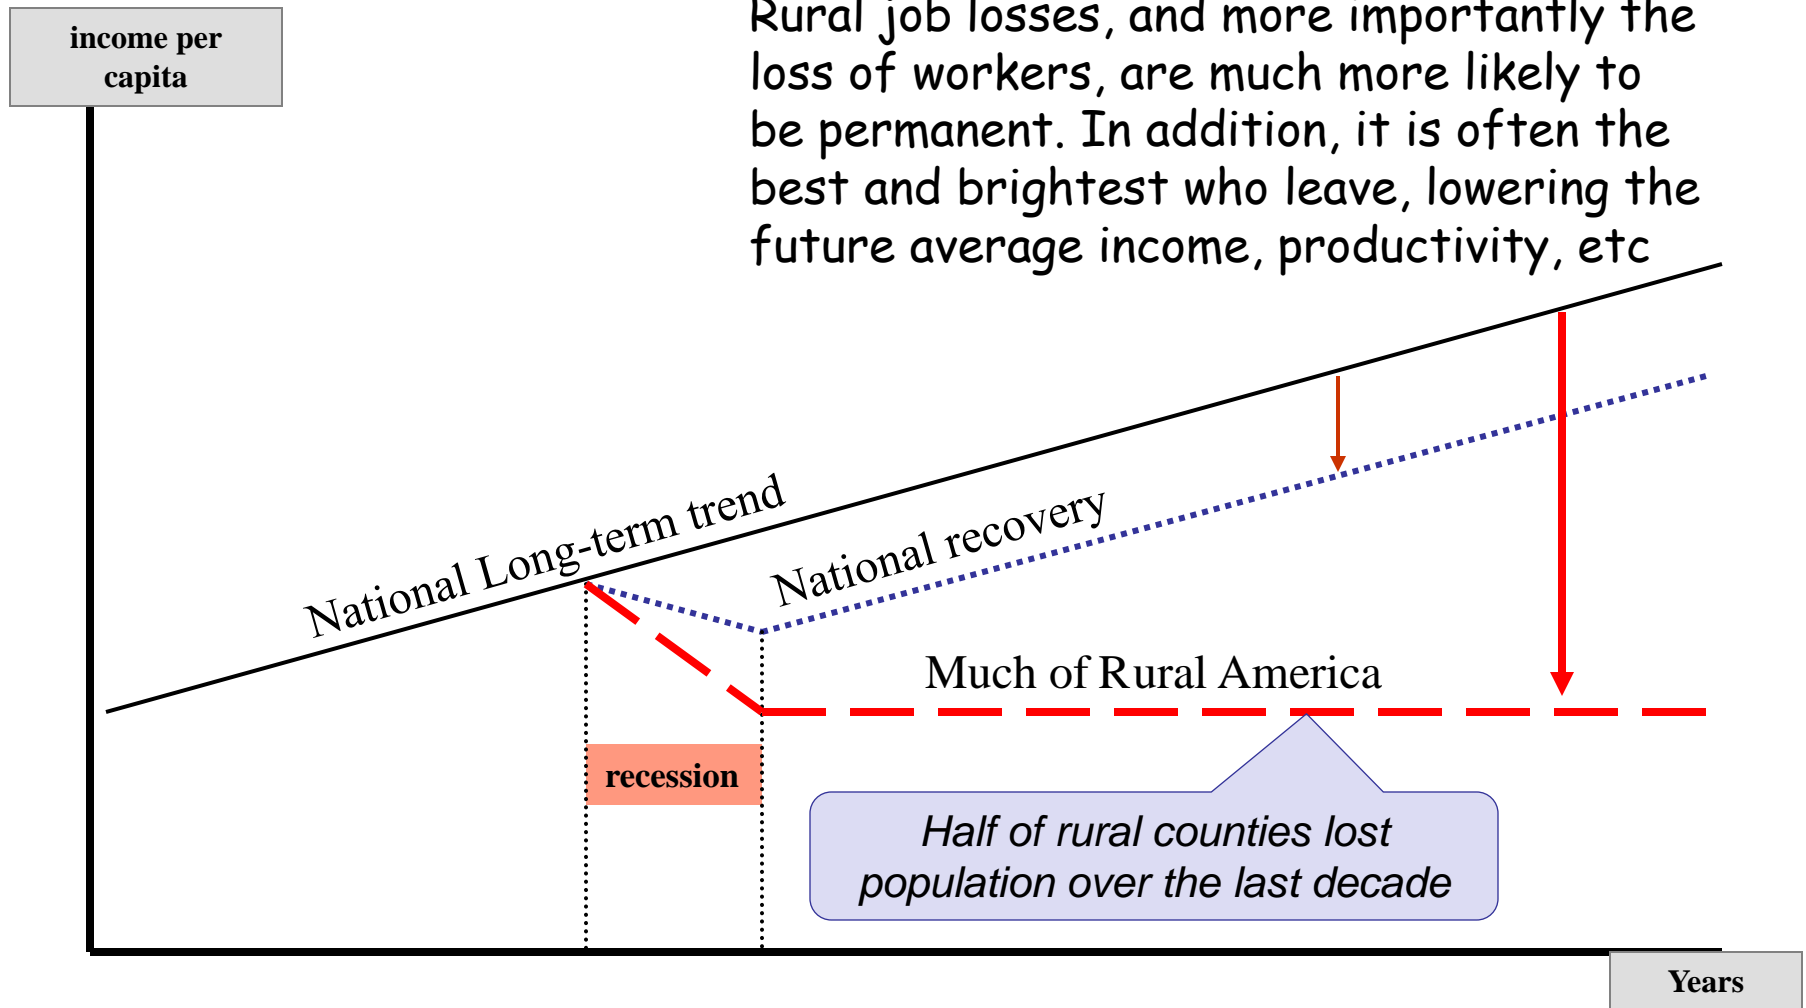 income per
capita
Rural job losses, and more importantly the
loss of workers, are much more likely to
be permanent. In addition, it is often the
best and brightest who leave, lowering the
future average income, productivity, etc
National Long-term trend
National recovery
Much of Rural America
recession
Half of rural counties lost
population over the last decade
Years